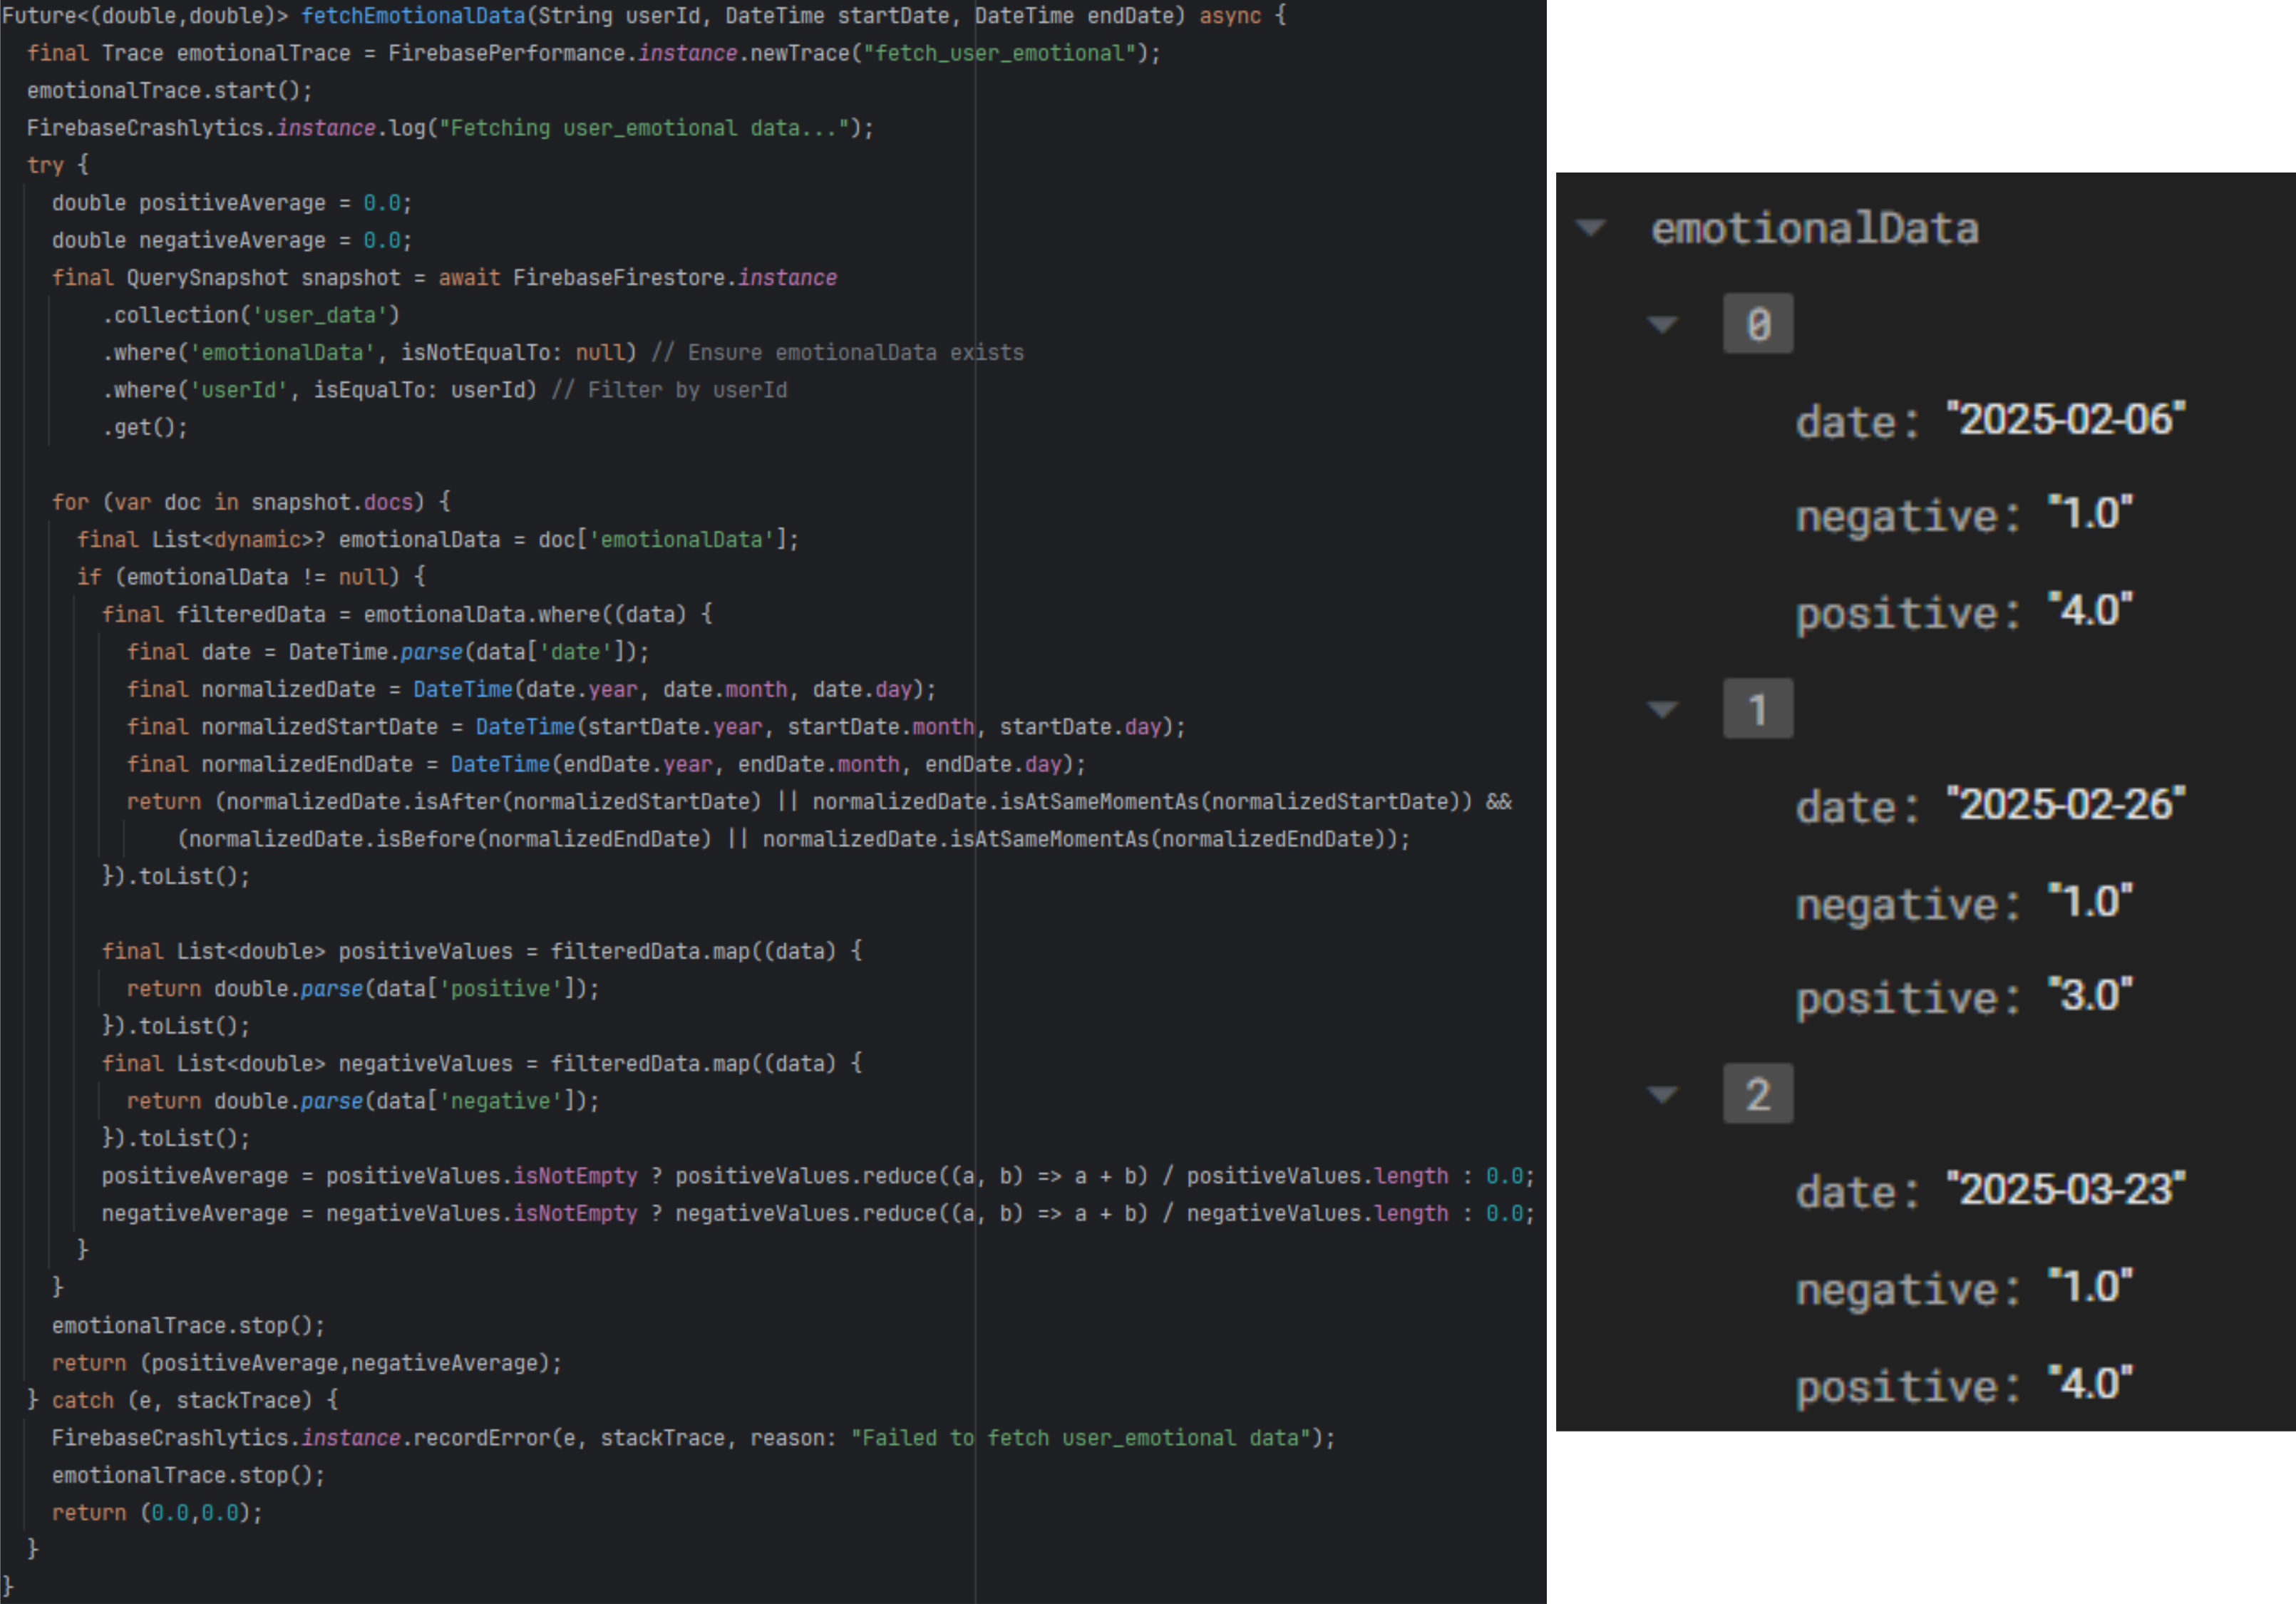 Future<(double,double)> fetchEmotionalData(String userId, DateTime startDate, DateTime endDate) async {
final Trace emotionalTrace = FirebasePerformance.instance.newTrace("fetch_user_emotional");
emotionalTrace.start();
FirebaseCrashlytics.instance.log("Fetching user_emotional data...");
try {
double positiveAverage = 0.0;
double negativeAverage = 0.0;
final QuerySnapshot snapshot = await FirebaseFirestore.instance
.collection('user_data')
.where('emotionalData', isNotEqualTo: null) // Ensure emotionalData exists
.where('userId', isEqualTo: userId) // Filter by userId
.get();
for (var doc in snapshot.docs) {
final List<dynamic>? emotionalData = doc['emotionalData'];
if (emotionalData != null) {
final filteredData = emotionalData.where((data) {
final date = DateTime.parse(data['date']);
final normalizedDate = DateTime(date.year, date.month, date.day);
final normalizedStartDate = DateTime(startDate.year, startDate.month, startDate.day);
final normalizedEndDate = DateTime(endDate.year, endDate.month, endDate.day);
return (normalizedDate.isAfter(normalizedStartDate) || normalizedDate.isAtSameMomentAs(normalizedStartDate)) &&
(normalizedDate.isBefore(normalizedEndDate) || normalizedDate.isAtSameMomentAs(normalizedEndDate));
}).toList();
final List<double> positiveValues = filteredData.map((data) {
return double.parse(data['positive']);
}).toList();
final List<double> negativeValues = filteredData.map((data) {
return double.parse(data['negative']);
}).toList();
positiveAverage = positiveValues.isNotEmpty ? positiveValues.reduce((a, b) => a + b) / positiveValues.length : 0.0;
negativeAverage = negativeValues.isNotEmpty ? negativeValues.reduce((a, b) => a + b) / negativeValues.length : 0.0;
}
}
emotionalTrace.stop();
return (positiveAverage,negativeAverage);
} catch (e, stackTrace) {
FirebaseCrashlytics.instance.recordError(e, stackTrace, reason: "Failed to fetch user_emotional data");
emotionalTrace.stop();
return (0.0,0.0);
}
}
emotionalData
0
date: "2025-02-06"
negative: "1.0"
positive: "4.0"
1
date: "2025-02-26"
negative: "1.0"
positive: "3.0"
2
date: "2025-03-23"
negative: "1.0"
positive: "4.0"